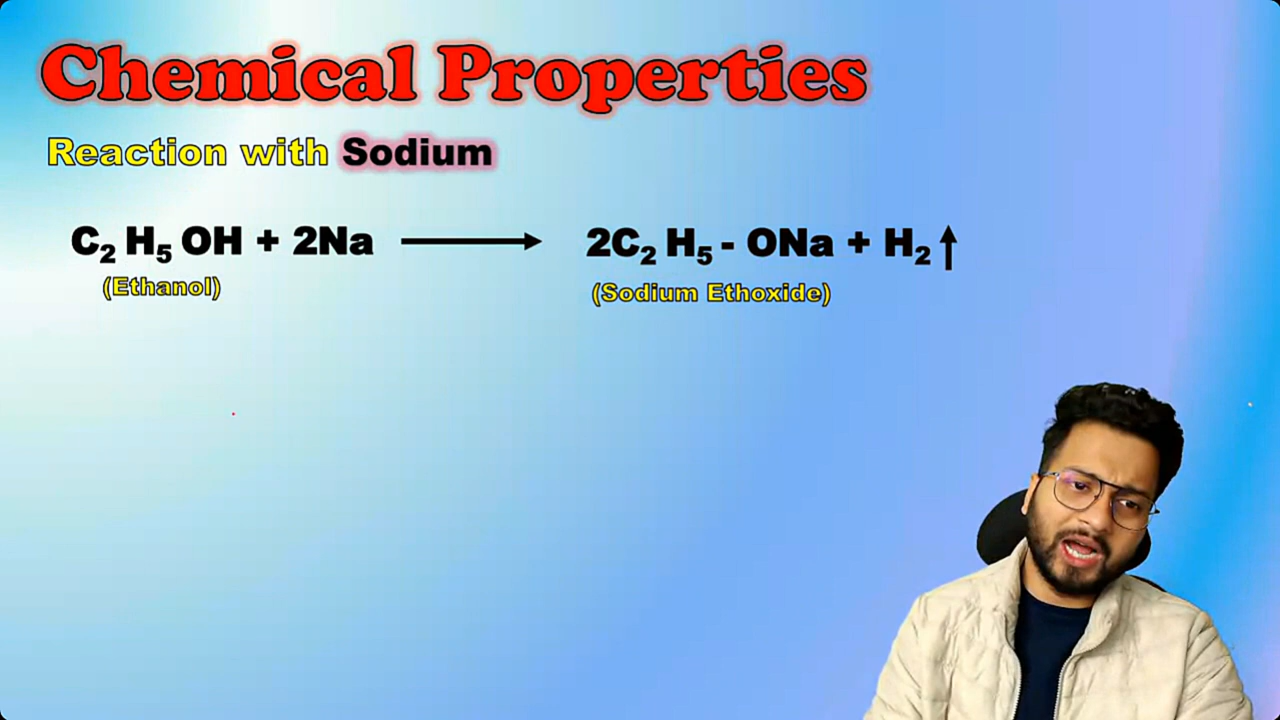 Chemical Properties
Reaction with Sodium
C₂ H₅ OH + 2Na ⟶ 2C₂ H₅ - ONa + H₂ ↑
(Ethanol) (Sodium Ethoxide)